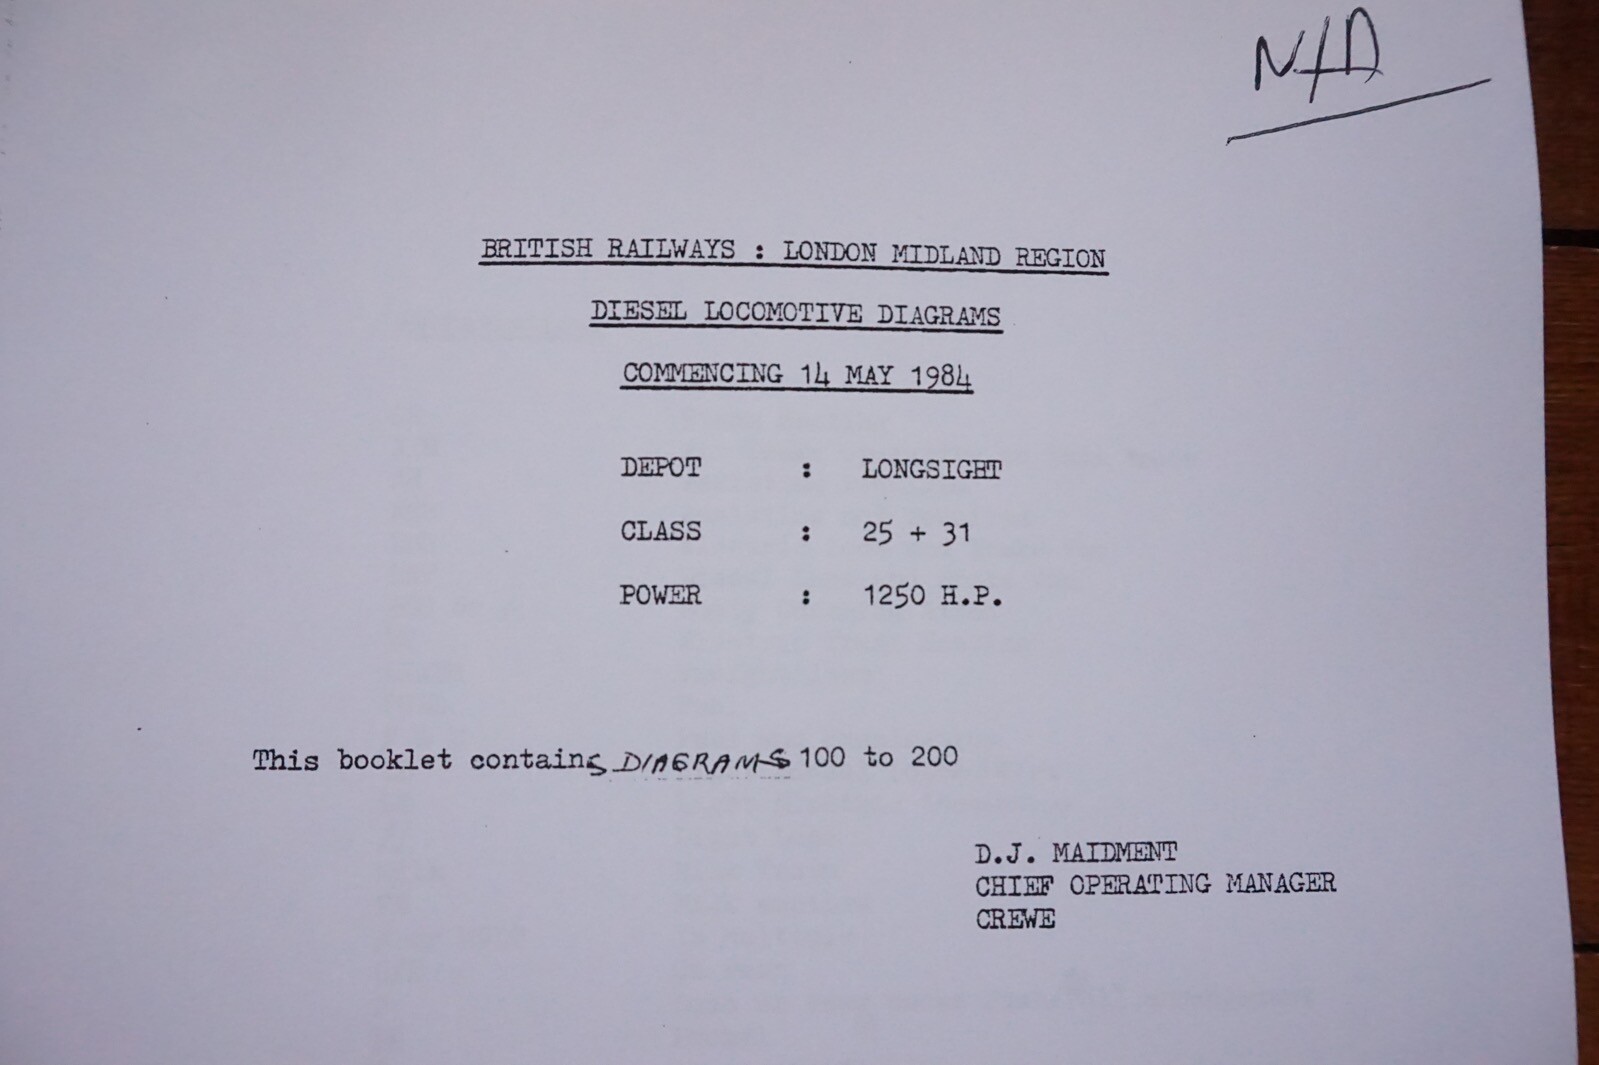 N/A
BRITISH RAILWAYS : LONDON MIDLAND REGION
DIESEL LOCOMOTIVE DIAGRAMS
COMMENCING 14 MAY 1984
DEPOT : LONGSIGHT
CLASS : 25 + 31
POWER : 1250 H.P.
This booklet contains DIAGRAMS 100 to 200
D.J. MAIDMENT
CHIEF OPERATING MANAGER
CREWE